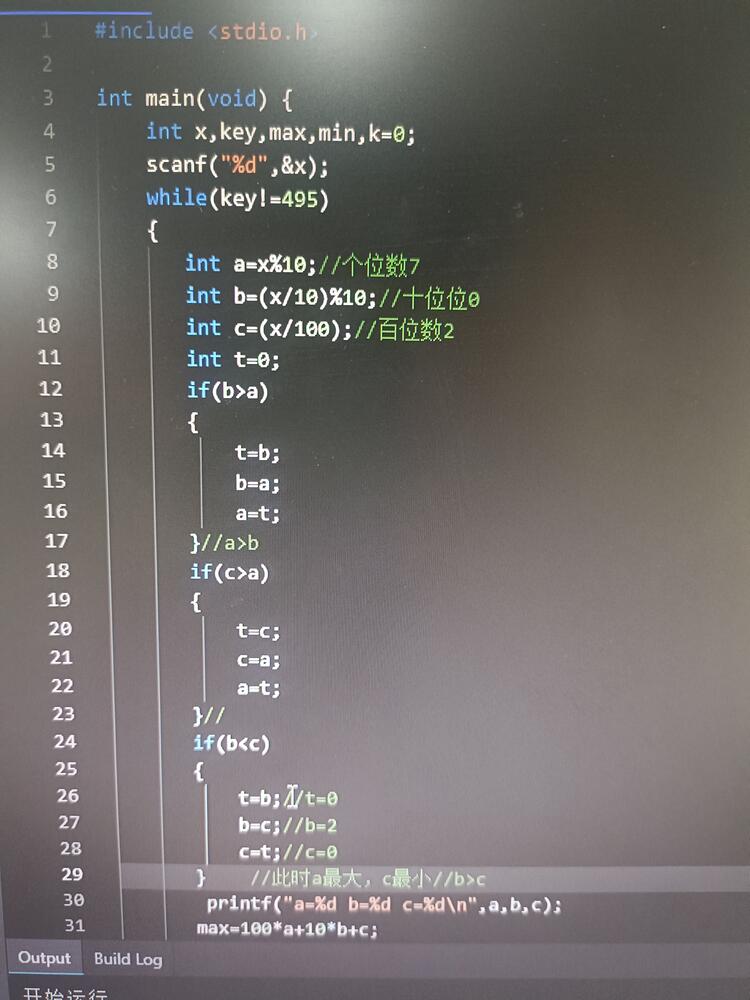 1 #include <stdio.h>
2
3 int main(void) {
4 int x,key,max,min,k=0;
5 scanf("%d",&x);
6 while(key!=495)
7 {
8 int a=x%10;//个位数7
9 int b=(x/10)%10;//十位位0
10 int c=(x/100);//百位数2
11 int t=0;
12 if(b>a)
13 {
14 t=b;
15 b=a;
16 a=t;
17 }//a>b
18 if(c>a)
19 {
20 t=c;
21 c=a;
22 a=t;
23 }//
24 if(b<c)
25 {
26 t=b;//t=0
27 b=c;//b=2
28 c=t;//c=0
29 } //此时a最大，c最小//b>c
30 printf("a=%d b=%d c=%d\n",a,b,c);
31 max=100*a+10*b+c;
Output Build Log
开始运行